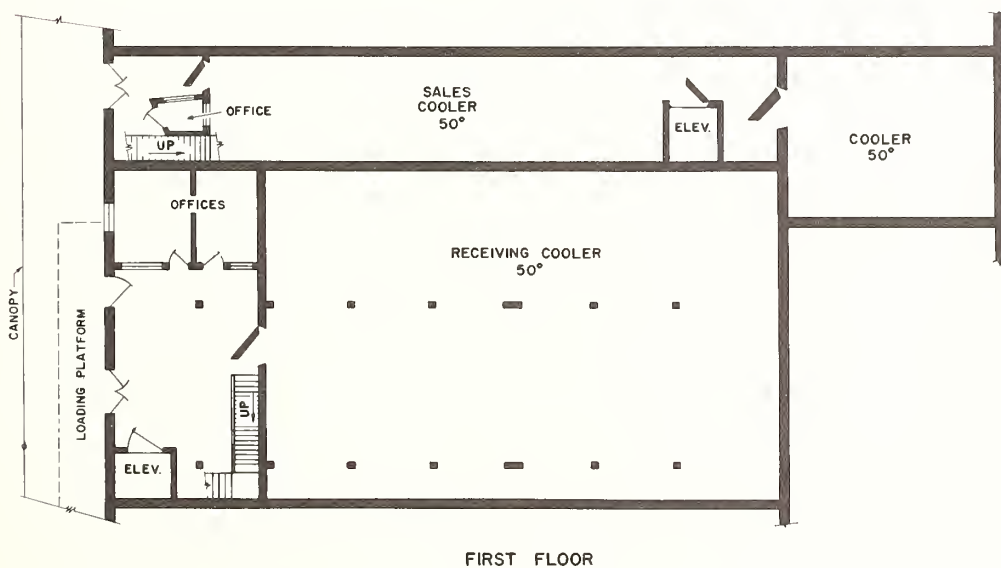 SALES
COOLER
50°
OFFICE
ELEV.
UP
COOLER
50°
OFFICES
RECEIVING COOLER
50°
CANOPY
LOADING PLATFORM
UP
ELEV.
FIRST FLOOR